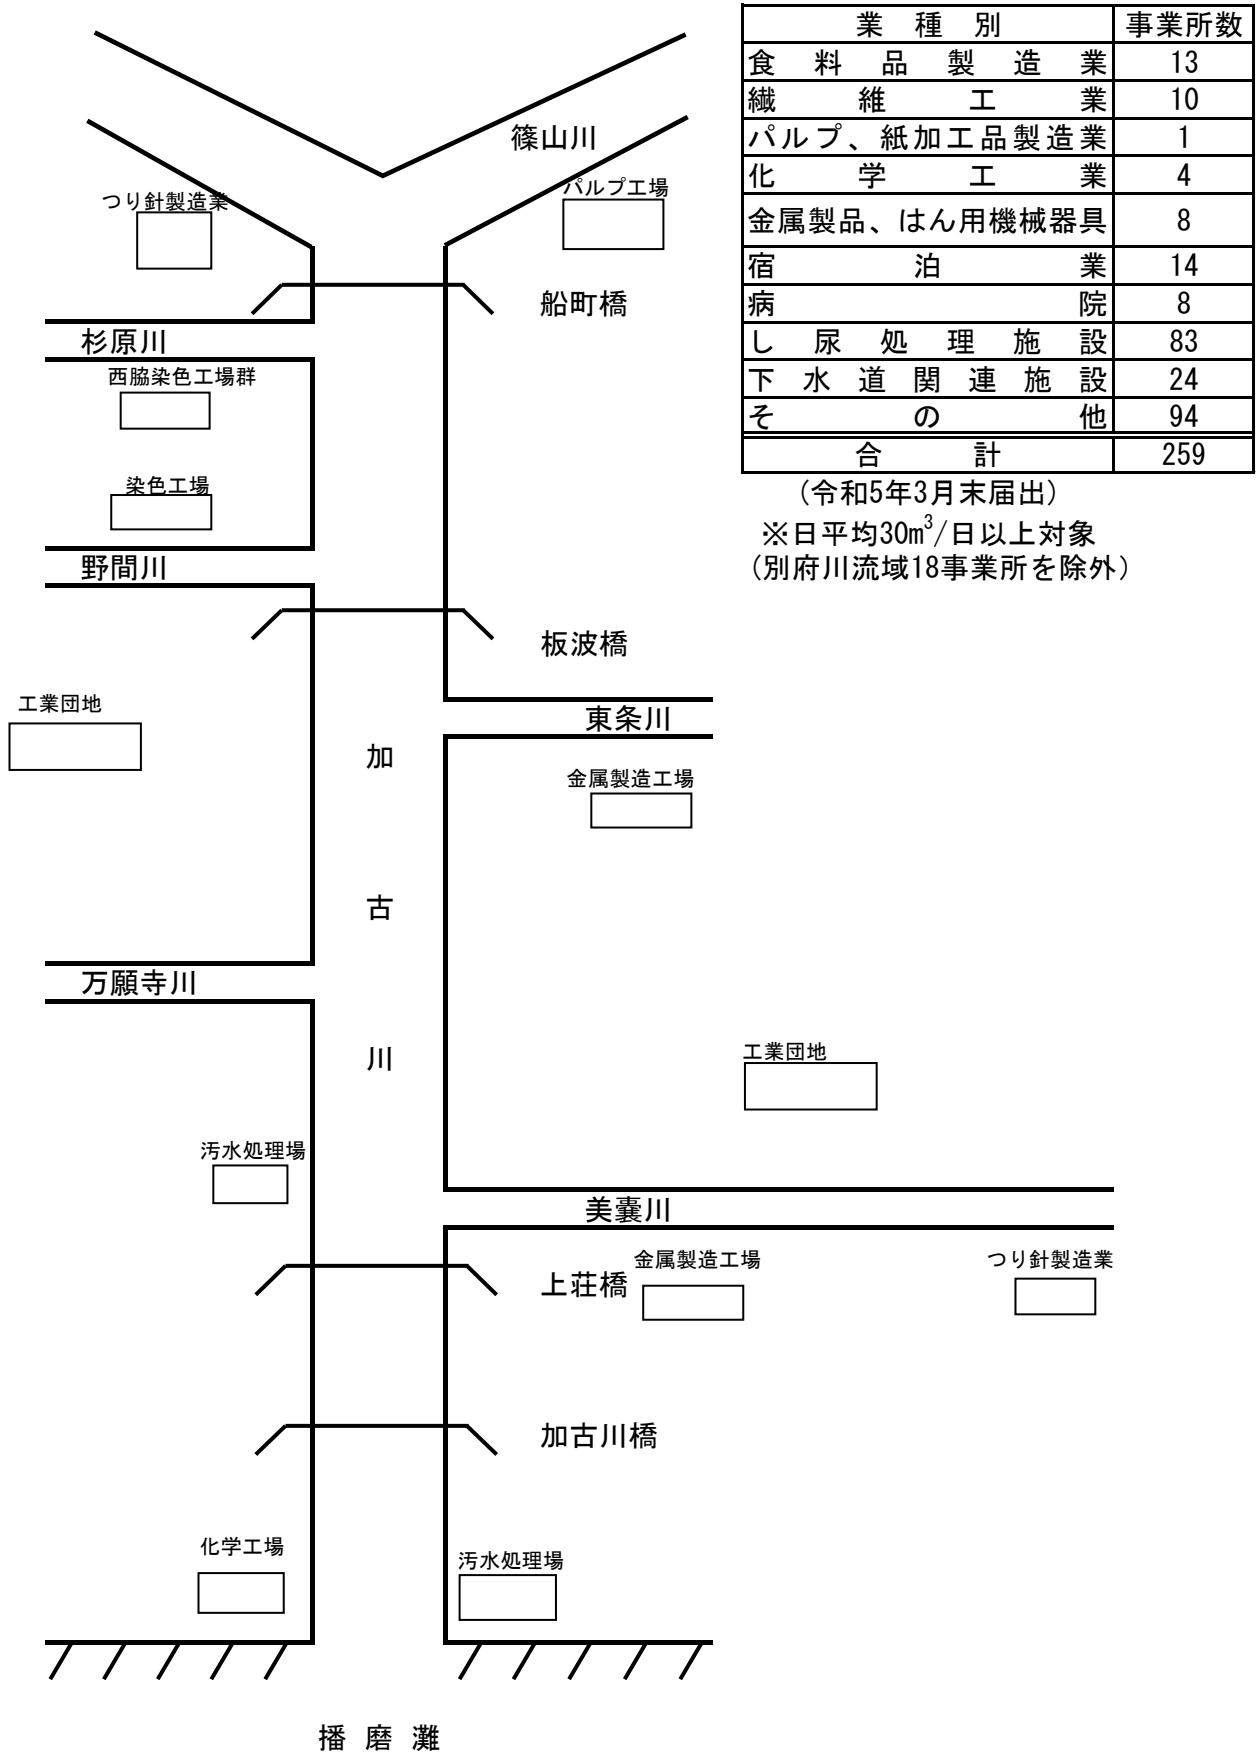 業種別 事業所数
食料品製造業 13
繊維工業 10
パルプ、紙加工品製造業 1
化学工業 4
金属製品、はん用機械器具 8
宿泊業 14
病院 8
し尿処理施設 83
下水道関連施設 24
その他 94
合計 259
(令和5年3月末届出)
※日平均30m³/日以上対象
(別府川流域18事業所を除外)
篠山川
つり針製造業
パルプ工場
船町橋
杉原川
西脇染色工場群
染色工場
野間川
板波橋
工業団地
東条川
加古川
金属製造工場
万願寺川
工業団地
汚水処理場
美嚢川
上荘橋
金属製造工場
つり針製造業
加古川橋
化学工場
汚水処理場
播磨灘